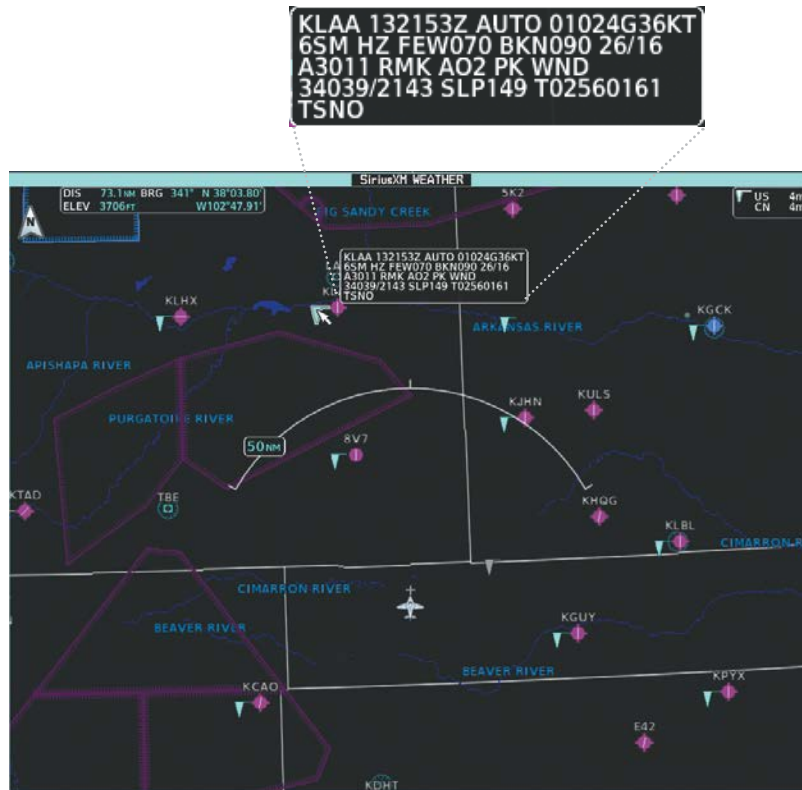 KLAA 132153Z AUTO 01024G36KT
6SM HZ FEW070 BKN090 26/16
A3011 RMK AO2 PK WND
34039/2143 SLP149 T02560161
TSNO
SiriusXM WEATHER
DIS 73.1NM BRG 341° N 38°03.80'
ELEV 3706FT W102°47.91'
5K2
US 4m
CN 4m
N
BIG SANDY CREEK
KLAA 132153Z AUTO 01024G36KT
6SM HZ FEW070 BKN090 26/16
A3011 RMK AO2 PK WND
34039/2143 SLP149 T02560161
TSNO
KLHX
KGCK
ARKANSAS RIVER
APISHAPA RIVER
KJHN
KULS
PURGATOIRE RIVER
50NM
8V7
KTAD
TBE
KHQG
KLBL
CIMARRON R
CIMARRON RIVER
BEAVER RIVER
KGUY
BEAVER RIVER
KCAO
KPYX
E42
KDHT